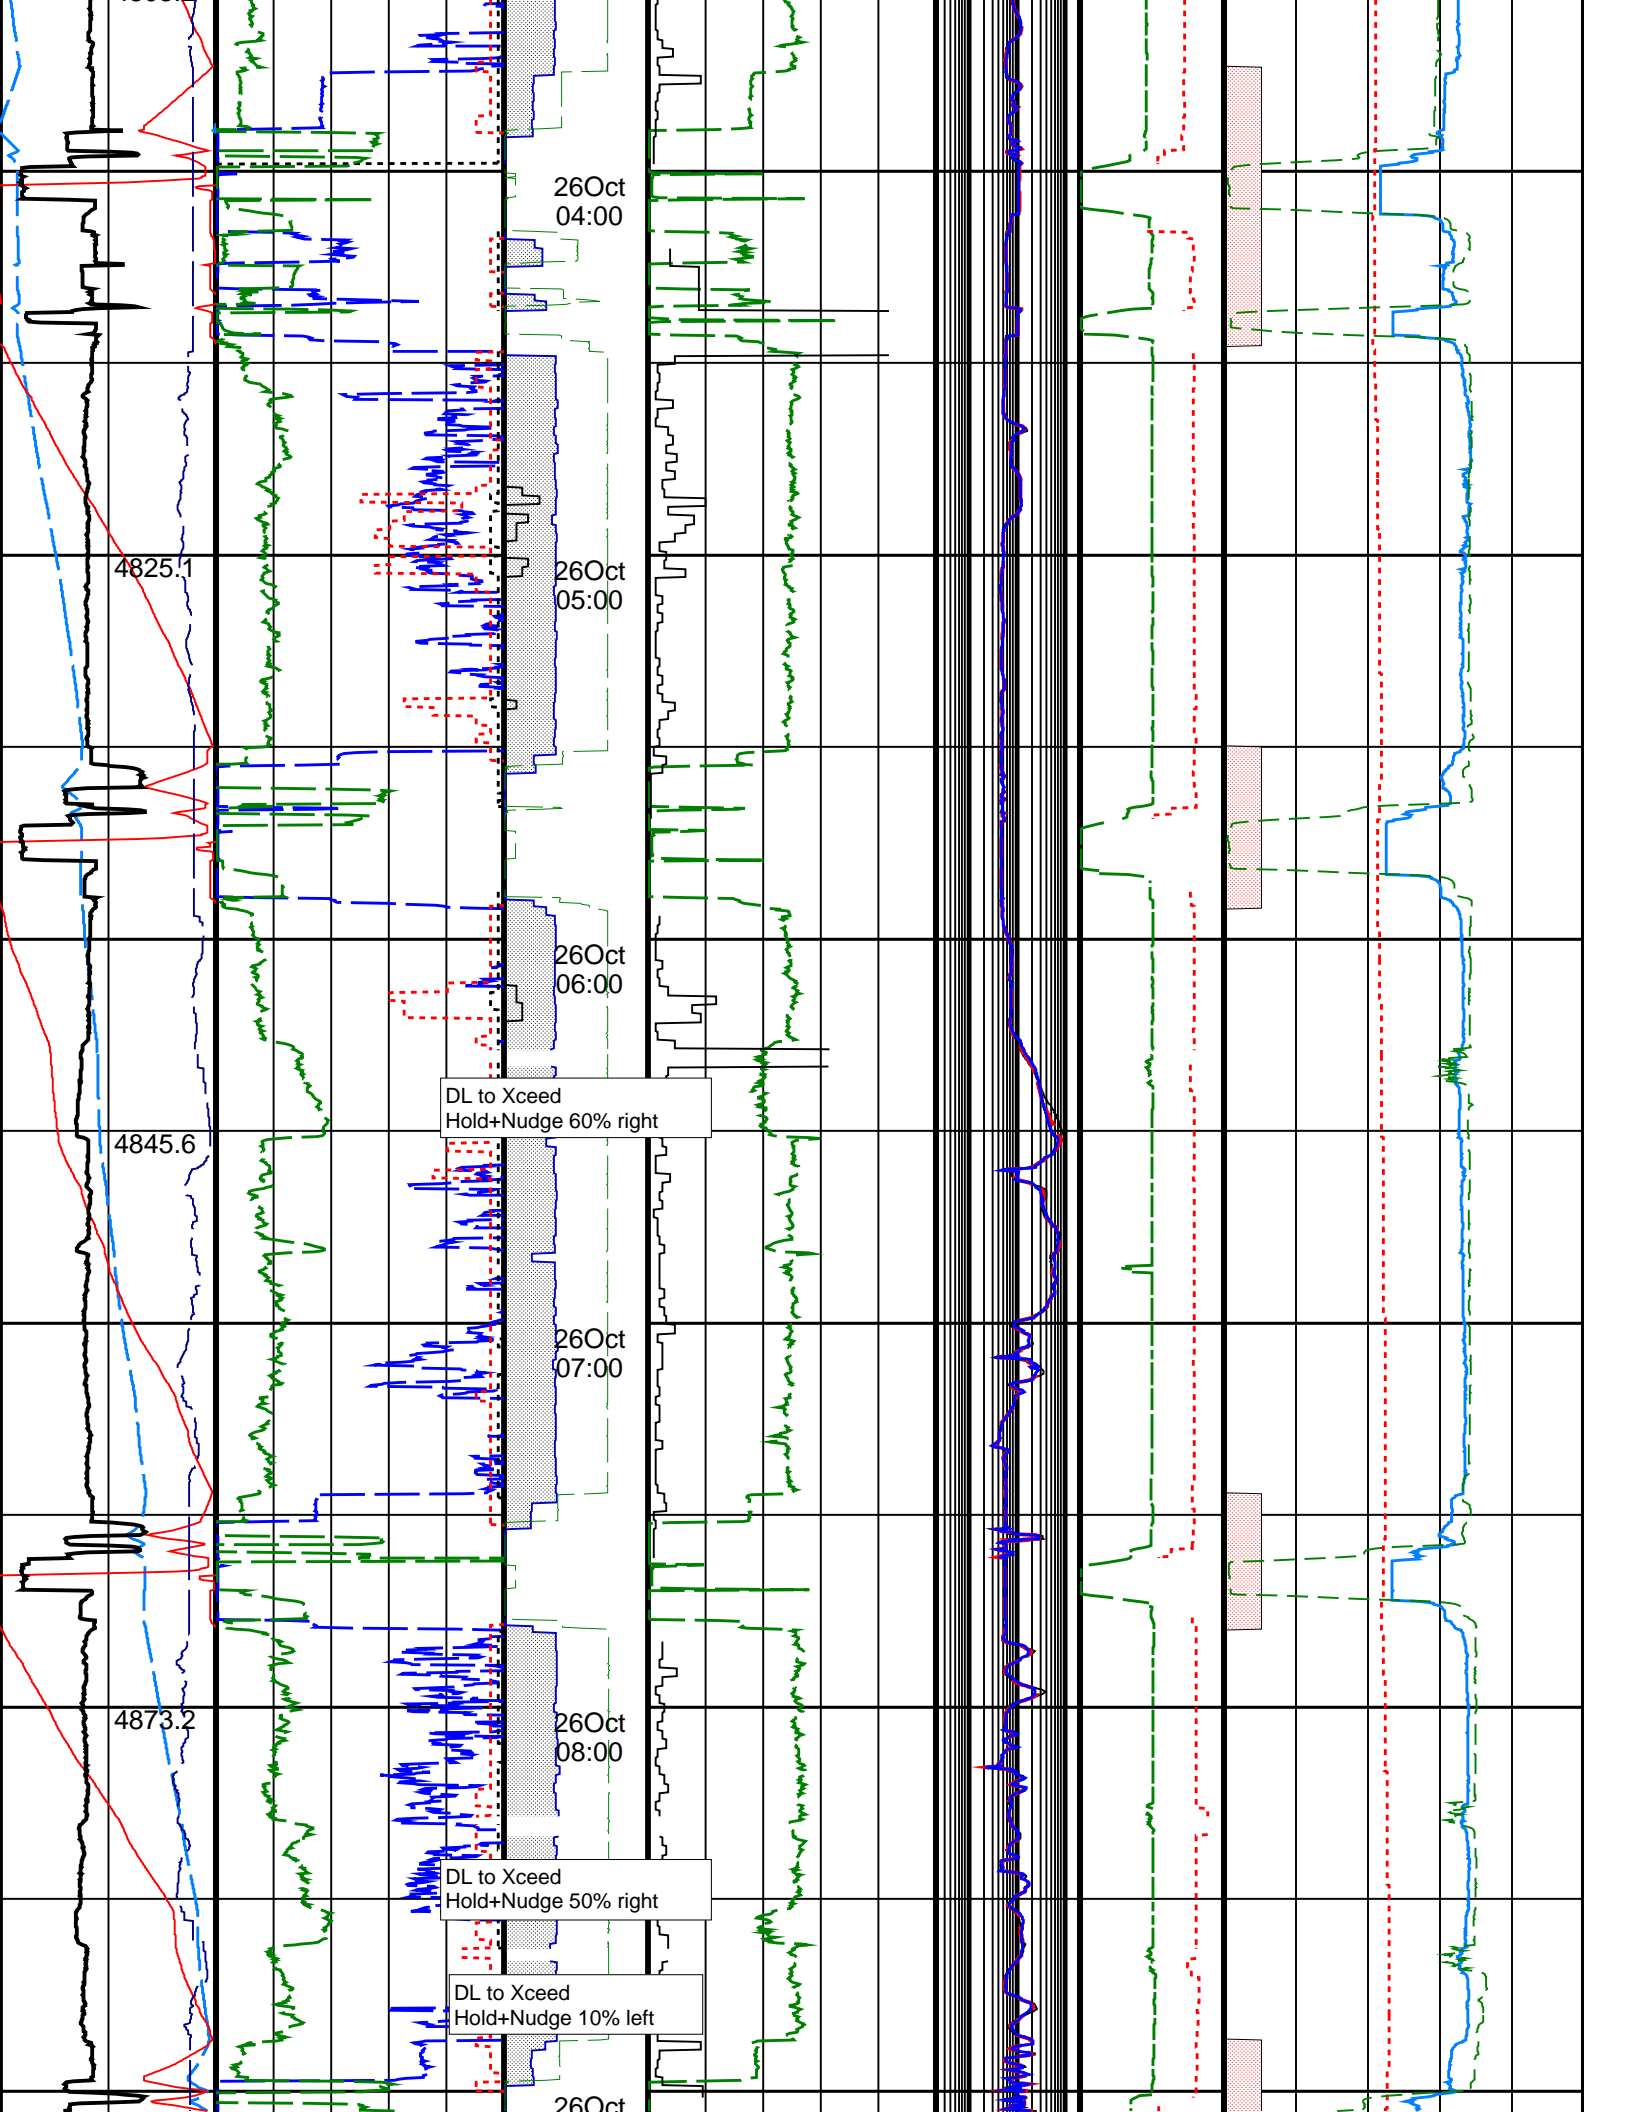 26Oct
04:00
4825.1
26Oct
05:00
26Oct
06:00
DL to Xceed
Hold+Nudge 60% right
4845.6
26Oct
07:00
4873.2
26Oct
08:00
DL to Xceed
Hold+Nudge 50% right
DL to Xceed
Hold+Nudge 10% left
26Oct